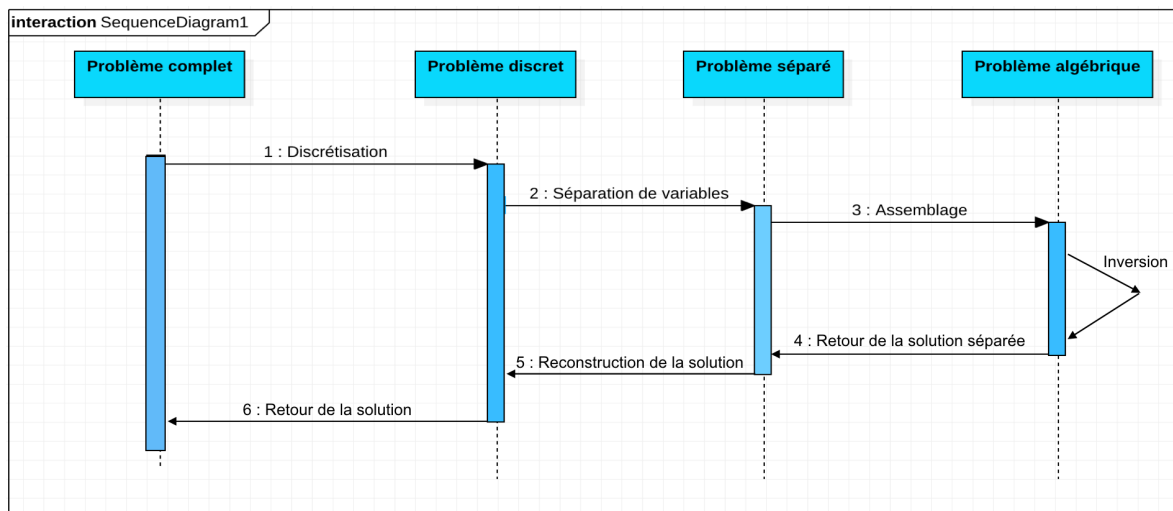 interaction SequenceDiagram1
Problème complet
Problème discret
Problème séparé
Problème algébrique
1 : Discrétisation
2 : Séparation de variables
3 : Assemblage
Inversion
4 : Retour de la solution séparée
5 : Reconstruction de la solution
6 : Retour de la solution